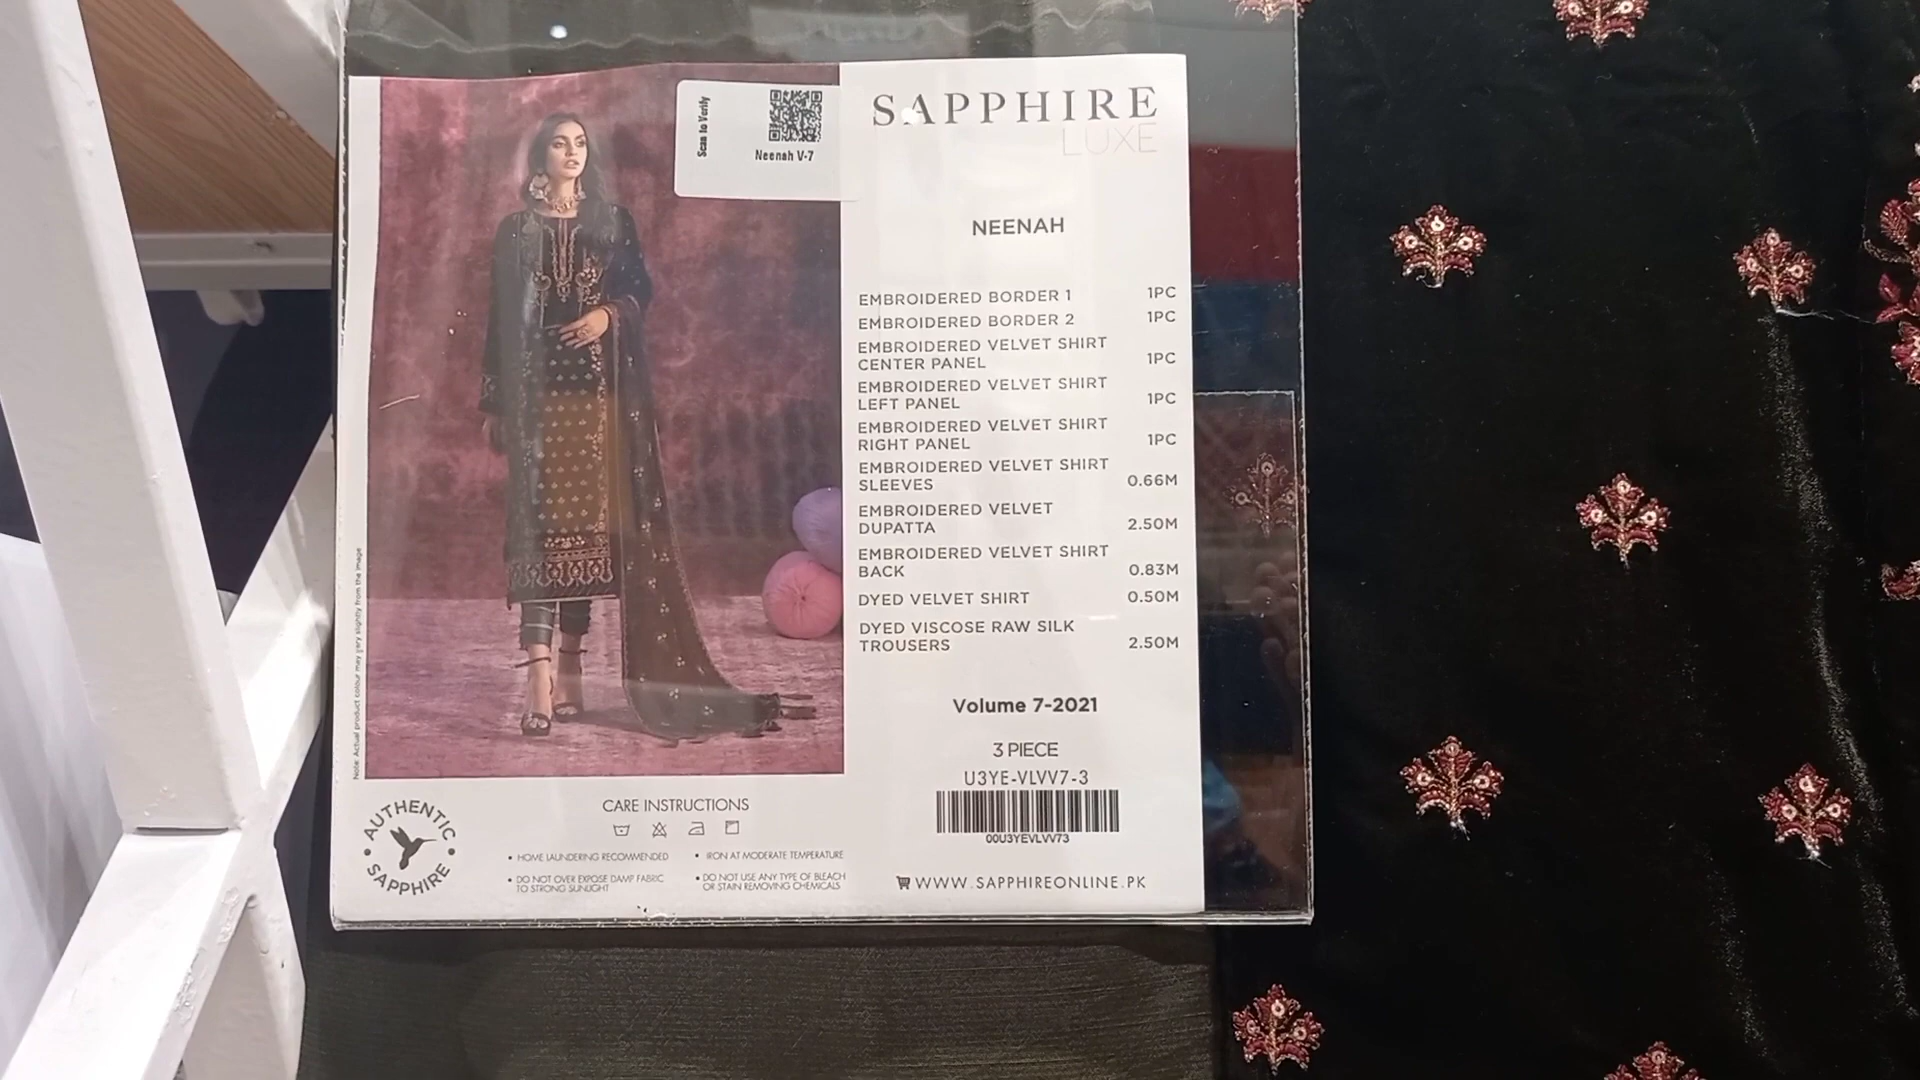 Scan to Verify
Neenah V-7
SAPPHIRE
LUXE
NEENAH
EMBROIDERED BORDER 1 1PC
EMBROIDERED BORDER 2 1PC
EMBROIDERED VELVET SHIRT
CENTER PANEL 1PC
EMBROIDERED VELVET SHIRT
LEFT PANEL 1PC
EMBROIDERED VELVET SHIRT
RIGHT PANEL 1PC
EMBROIDERED VELVET SHIRT
SLEEVES 0.66M
EMBROIDERED VELVET
DUPATTA 2.50M
EMBROIDERED VELVET SHIRT
BACK 0.83M
DYED VELVET SHIRT 0.50M
DYED VISCOSE RAW SILK
TROUSERS 2.50M
Volume 7-2021
3 PIECE
U3YE-VLVV7-3
00U3YEVLVV73
WWW.SAPPHIREONLINE.PK
Note: Actual product colour may very slightly from the image
AUTHENTIC
SAPPHIRE
CARE INSTRUCTIONS
• HOME LAUNDERING RECOMMENDED
• DO NOT OVER EXPOSE DAMP FABRIC
TO STRONG SUNLIGHT
• IRON AT MODERATE TEMPERATURE
• DO NOT USE ANY TYPE OF BLEACH
OR STAIN REMOVING CHEMICALS